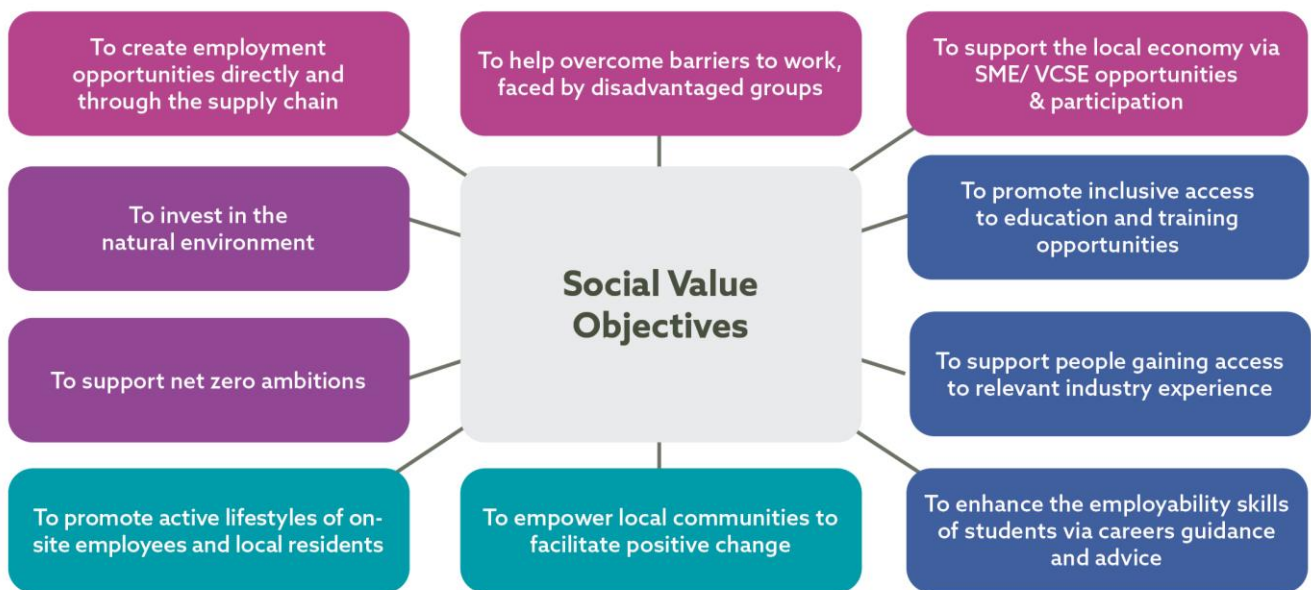 To create employment
opportunities directly and
through the supply chain
To help overcome barriers to work,
faced by disadvantaged groups
To support the local economy via
SME/ VCSE opportunities
& participation
To invest in the
natural environment
To promote inclusive access
to education and training
opportunities
Social Value
Objectives
To support net zero ambitions
To support people gaining access
to relevant industry experience
To promote active lifestyles of on-
site employees and local residents
To empower local communities to
facilitate positive change
To enhance the employability skills
of students via careers guidance
and advice